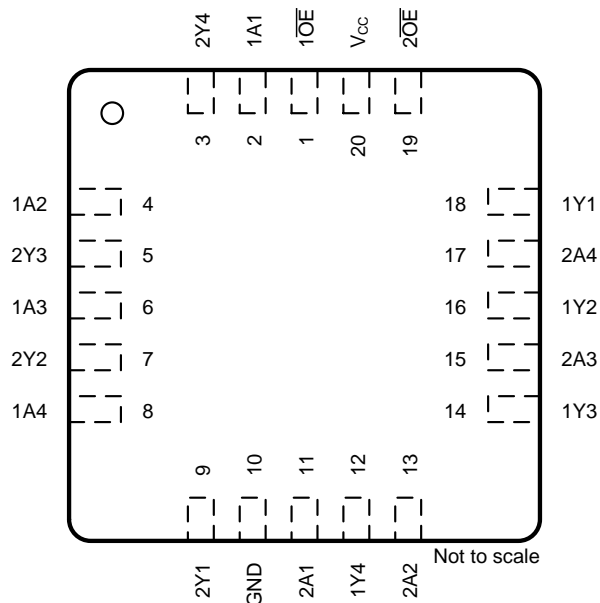 2Y4 1A1 1O̅E̅ VCC 2O̅E̅
3 2 1 20 19
1A2 4 18 1Y1
2Y3 5 17 2A4
1A3 6 16 1Y2
2Y2 7 15 2A3
1A4 8 14 1Y3
9 10 11 12 13
2Y1 GND 2A1 1Y4 2A2
Not to scale